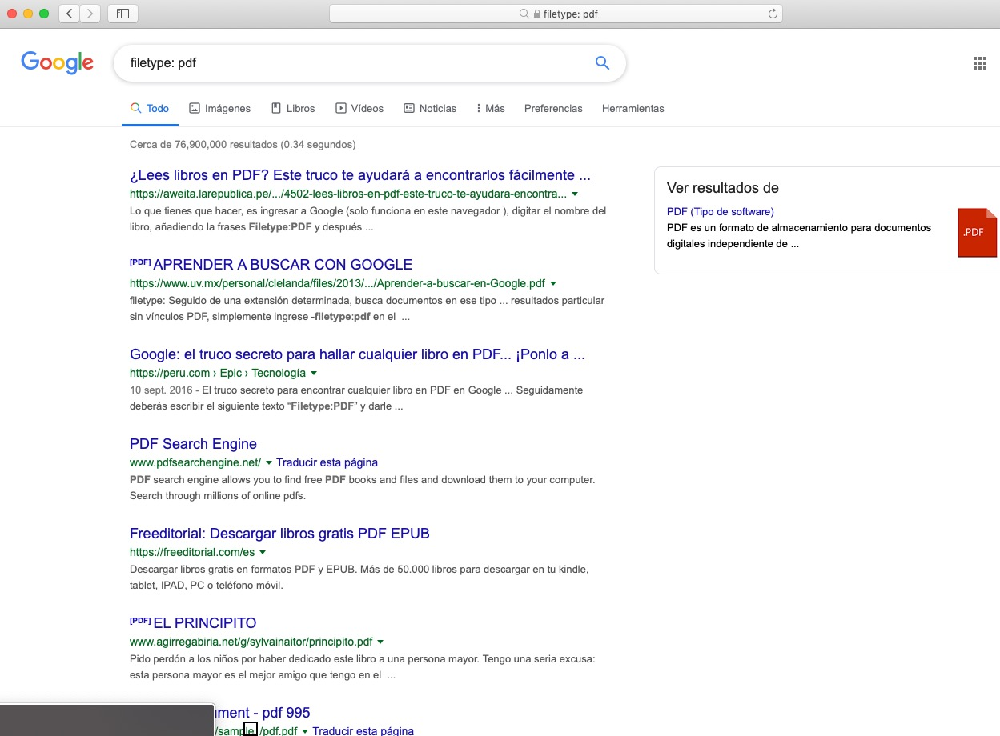 filetype: pdf
Google
filetype: pdf
Todo
Imágenes
Libros
Vídeos
Noticias
Más
Preferencias
Herramientas
Cerca de 76,900,000 resultados (0.34 segundos)
¿Lees libros en PDF? Este truco te ayudará a encontrarlos fácilmente ...
https://aweita.larepublica.pe/.../4502-lees-libros-en-pdf-este-truco-te-ayudara-encontra...
Lo que tienes que hacer, es ingresar a Google (solo funciona en este navegador ), digitar el nombre del
libro, añadiendo la frases Filetype:PDF y después ...
[PDF] APRENDER A BUSCAR CON GOOGLE
https://www.uv.mx/personal/clelanda/files/2013/.../Aprender-a-buscar-en-Google.pdf
filetype: Seguido de una extensión determinada, busca documentos en ese tipo ... resultados particular
sin vínculos PDF, simplemente ingrese -filetype:pdf en el ...
Google: el truco secreto para hallar cualquier libro en PDF... ¡Ponlo a ...
https://peru.com › Epic › Tecnología
10 sept. 2016 - El truco secreto para encontrar cualquier libro en PDF en Google ... Seguidamente
deberás escribir el siguiente texto “Filetype:PDF” y darle ...
PDF Search Engine
www.pdfsearchengine.net/ Traducir esta página
PDF search engine allows you to find free PDF books and files and download them to your computer.
Search through millions of online pdfs.
Freeditorial: Descargar libros gratis PDF EPUB
https://freeditorial.com/es
Descargar libros gratis en formatos PDF y EPUB. Más de 50.000 libros para descargar en tu kindle,
tablet, IPAD, PC o teléfono móvil.
[PDF] EL PRINCIPITO
www.agirregabiria.net/g/sylvainaitor/principito.pdf
Pido perdón a los niños por haber dedicado este libro a una persona mayor. Tengo una seria excusa:
esta persona mayor es el mejor amigo que tengo en el ...
ument - pdf 995
/samples/pdf.pdf Traducir esta página
Ver resultados de
PDF (Tipo de software)
PDF es un formato de almacenamiento para documentos
digitales independiente de ...
.PDF